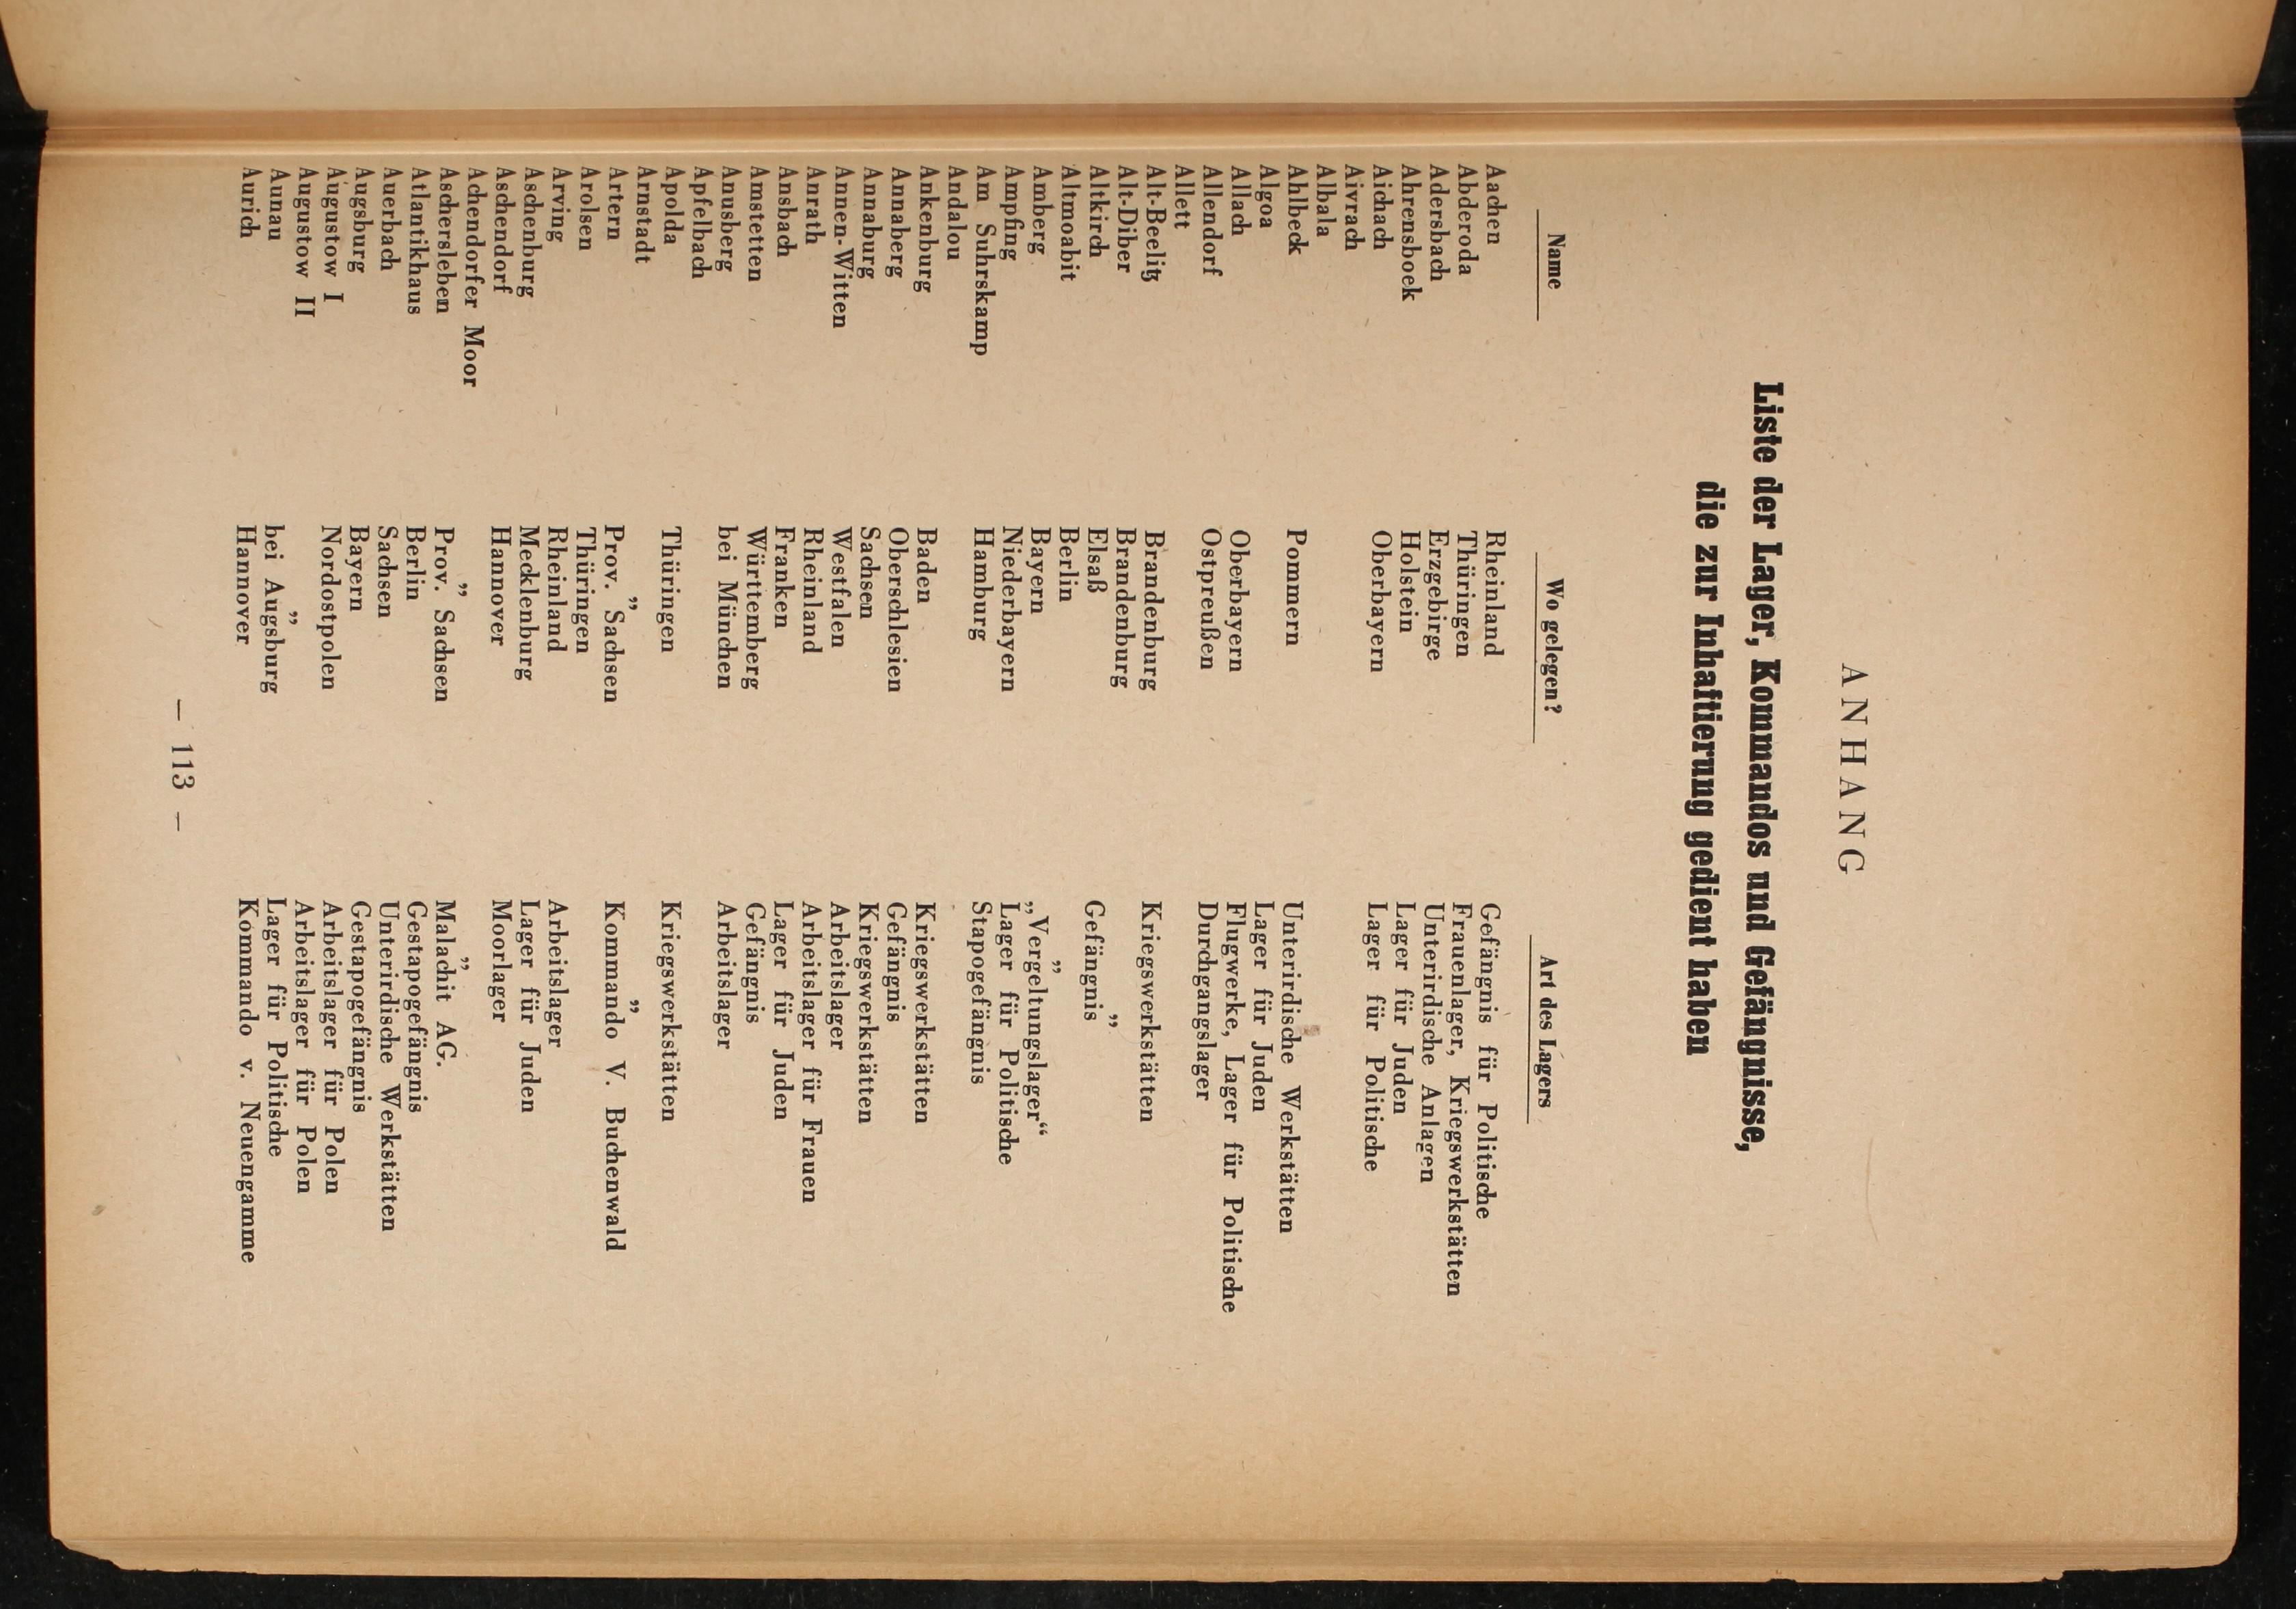 ANHANG
Liste der Lager, Kommandos und Gefängnisse,
die zur Inhaftierung gedient haben
Name Wo gelegen? Art des Lagers
Aachen Rheinland Gefängnis für Politische
Abderoda Thüringen Frauenlager, Kriegswerkstätten
Adersbach Erzgebirge Unterirdische Anlagen
Ahrensboek Holstein Lager für Juden
Aichach Oberbayern Lager für Politische
Aivrach
Albala
Ahlbeck Pommern Unterirdische Werkstätten
Algoa Lager für Juden
Allach Oberbayern Flugwerke, Lager für Politische
Allendorf Ostpreußen Durchgangslager
Allett
Alt-Beelitz Brandenburg Kriegswerkstätten
Alt-Diber Brandenburg „
Altkirch Elsaß Gefängnis
Altmoabit Berlin „
Amberg Bayern „Vergeltungslager“
Ampfing Niederbayern Lager für Politische
Am Suhrskamp Hamburg Stapogefängnis
Andalou
Ankenburg Baden Kriegswerkstätten
Annaberg Oberschlesien Gefängnis
Annaburg Sachsen Kriegswerkstätten
Annen-Witten Westfalen Arbeitslager
Anrath Rheinland Arbeitslager für Frauen
Ansbach Franken Lager für Juden
Amstetten Württemberg Gefängnis
Anusberg bei München Arbeitslager
Apfelbach
Apolda Thüringen Kriegswerkstätten
Arnstadt „ „
Artern Prov. Sachsen Kommando V. Buchenwald
Arolsen Thüringen
Arving Rheinland Arbeitslager
Aschenburg Mecklenburg Lager für Juden
Aschendorf Hannover Moorlager
Achendorfer Moor „ „
Aschersleben Prov. Sachsen Malachit AG.
Atlantikhaus Berlin Gestapogefängnis
Auerbach Sachsen Unterirdische Werkstätten
Augsburg Bayern Gestapogefängnis
Augustow I Nordostpolen Arbeitslager für Polen
Augustow II „ Arbeitslager für Polen
Aunau bei Augsburg Lager für Politische
Aurich Hannover Kommando v. Neuengamme
— 113 —